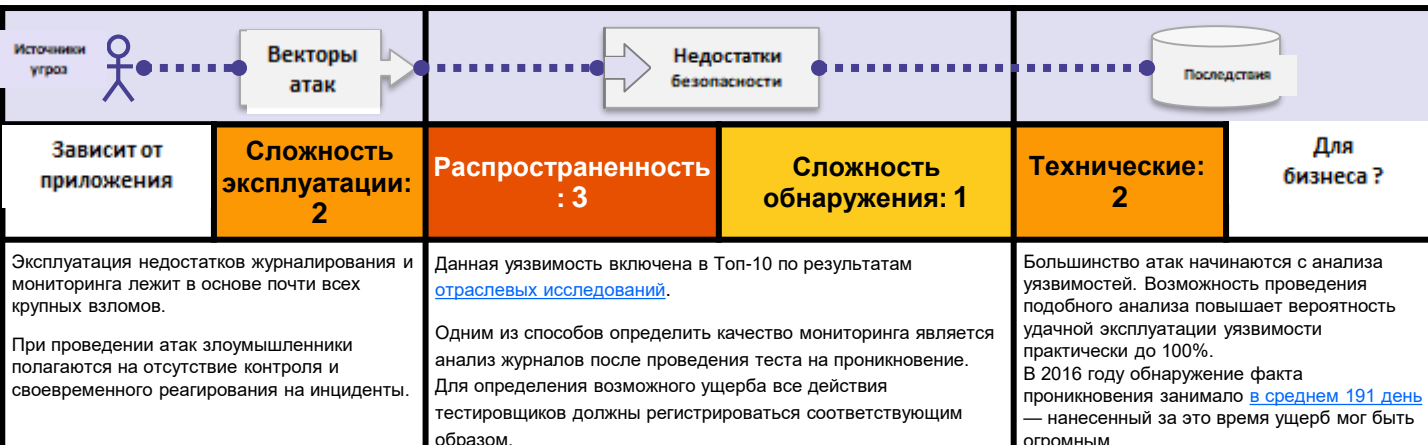 Источники
угроз
Векторы
атак
Недостатки
безопасности
Последствия
Зависит от
приложения
Сложность
эксплуатации:
2
Распространенность
: 3
Сложность
обнаружения: 1
Технические:
2
Для
бизнеса ?
Эксплуатация недостатков журналирования и
мониторинга лежит в основе почти всех
крупных взломов.
При проведении атак злоумышленники
полагаются на отсутствие контроля и
своевременного реагирования на инциденты.
Данная уязвимость включена в Топ-10 по результатам
отраслевых исследований.
Одним из способов определить качество мониторинга является
анализ журналов после проведения теста на проникновение.
Для определения возможного ущерба все действия
тестировщиков должны регистрироваться соответствующим
образом.
Большинство атак начинаются с анализа
уязвимостей. Возможность проведения
подобного анализа повышает вероятность
удачной эксплуатации уязвимости
практически до 100%.
В 2016 году обнаружение факта
проникновения занимало в среднем 191 день
— нанесенный за это время ущерб мог быть
огромным